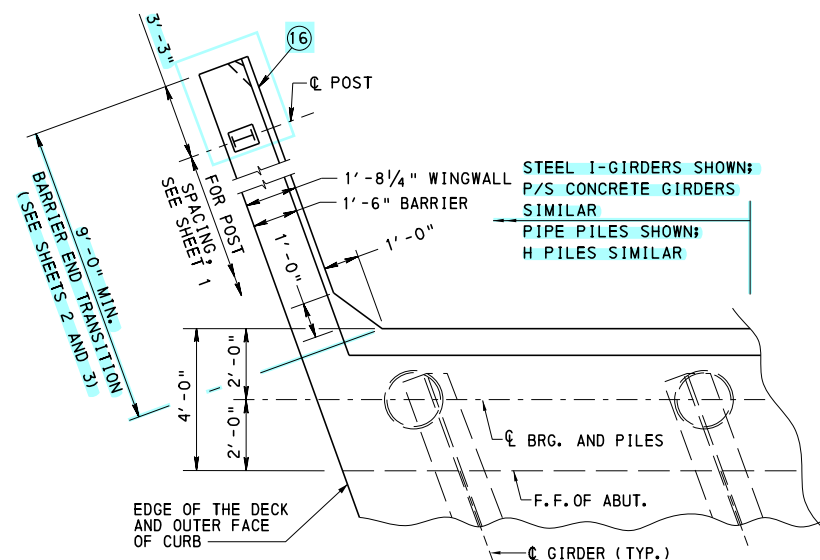 3'-3"
16
℄ POST
BARRIER END TRANSITION
(SEE SHEETS 2 AND 3)
9'-0" MIN.
FOR POST
SPACING,
SEE SHEET 1
1'-8¼" WINGWALL
1'-6" BARRIER
STEEL I-GIRDERS SHOWN;
P/S CONCRETE GIRDERS
SIMILAR
PIPE PILES SHOWN;
H PILES SIMILAR
1'-0"
1'-0"
4'-0"
2'-0"
2'-0"
℄ BRG. AND PILES
F.F. OF ABUT.
EDGE OF THE DECK
AND OUTER FACE
OF CURB
℄ GIRDER (TYP.)